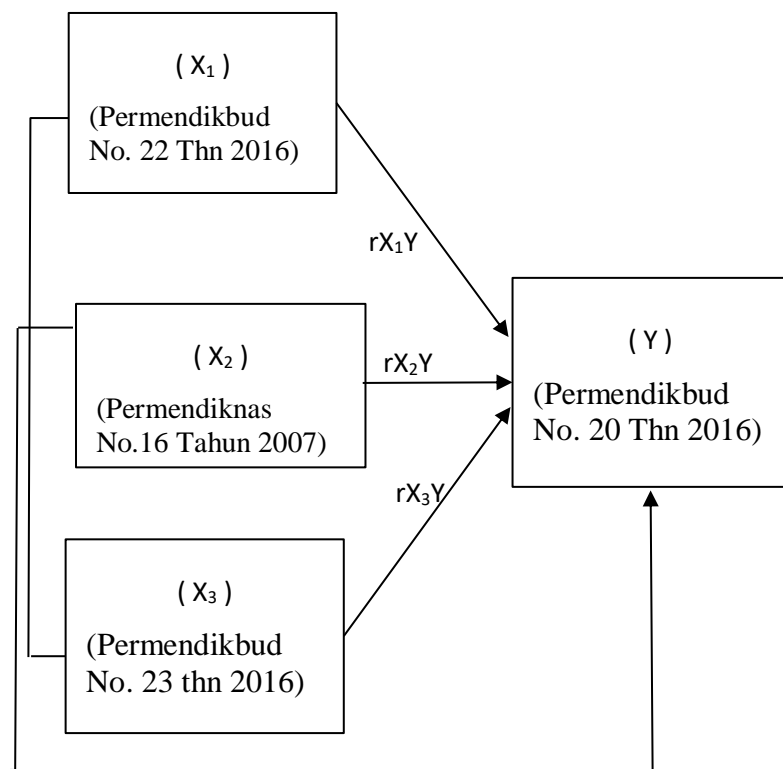 ( X₁ )
(Permendikbud
No. 22 Thn 2016)
rX₁Y
( X₂ )
(Permendiknas
No.16 Tahun 2007)
rX₂Y
( Y )
(Permendikbud
No. 20 Thn 2016)
rX₃Y
( X₃ )
(Permendikbud
No. 23 thn 2016)